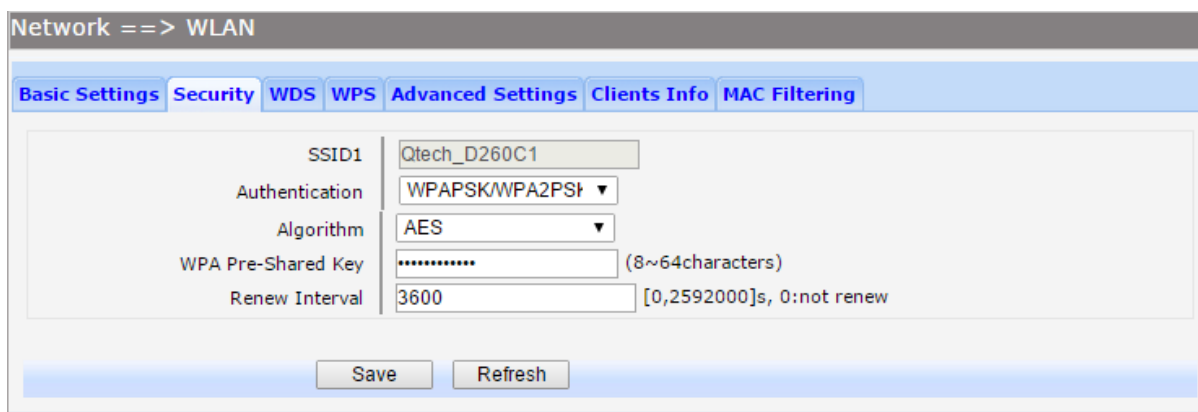 Network ==> WLAN
Basic Settings Security WDS WPS Advanced Settings Clients Info MAC Filtering
SSID1 Qtech_D260C1
Authentication WPAPSK/WPA2PSK
Algorithm AES
WPA Pre-Shared Key •••••••••••• (8~64characters)
Renew Interval 3600 [0,2592000]s, 0:not renew
Save Refresh